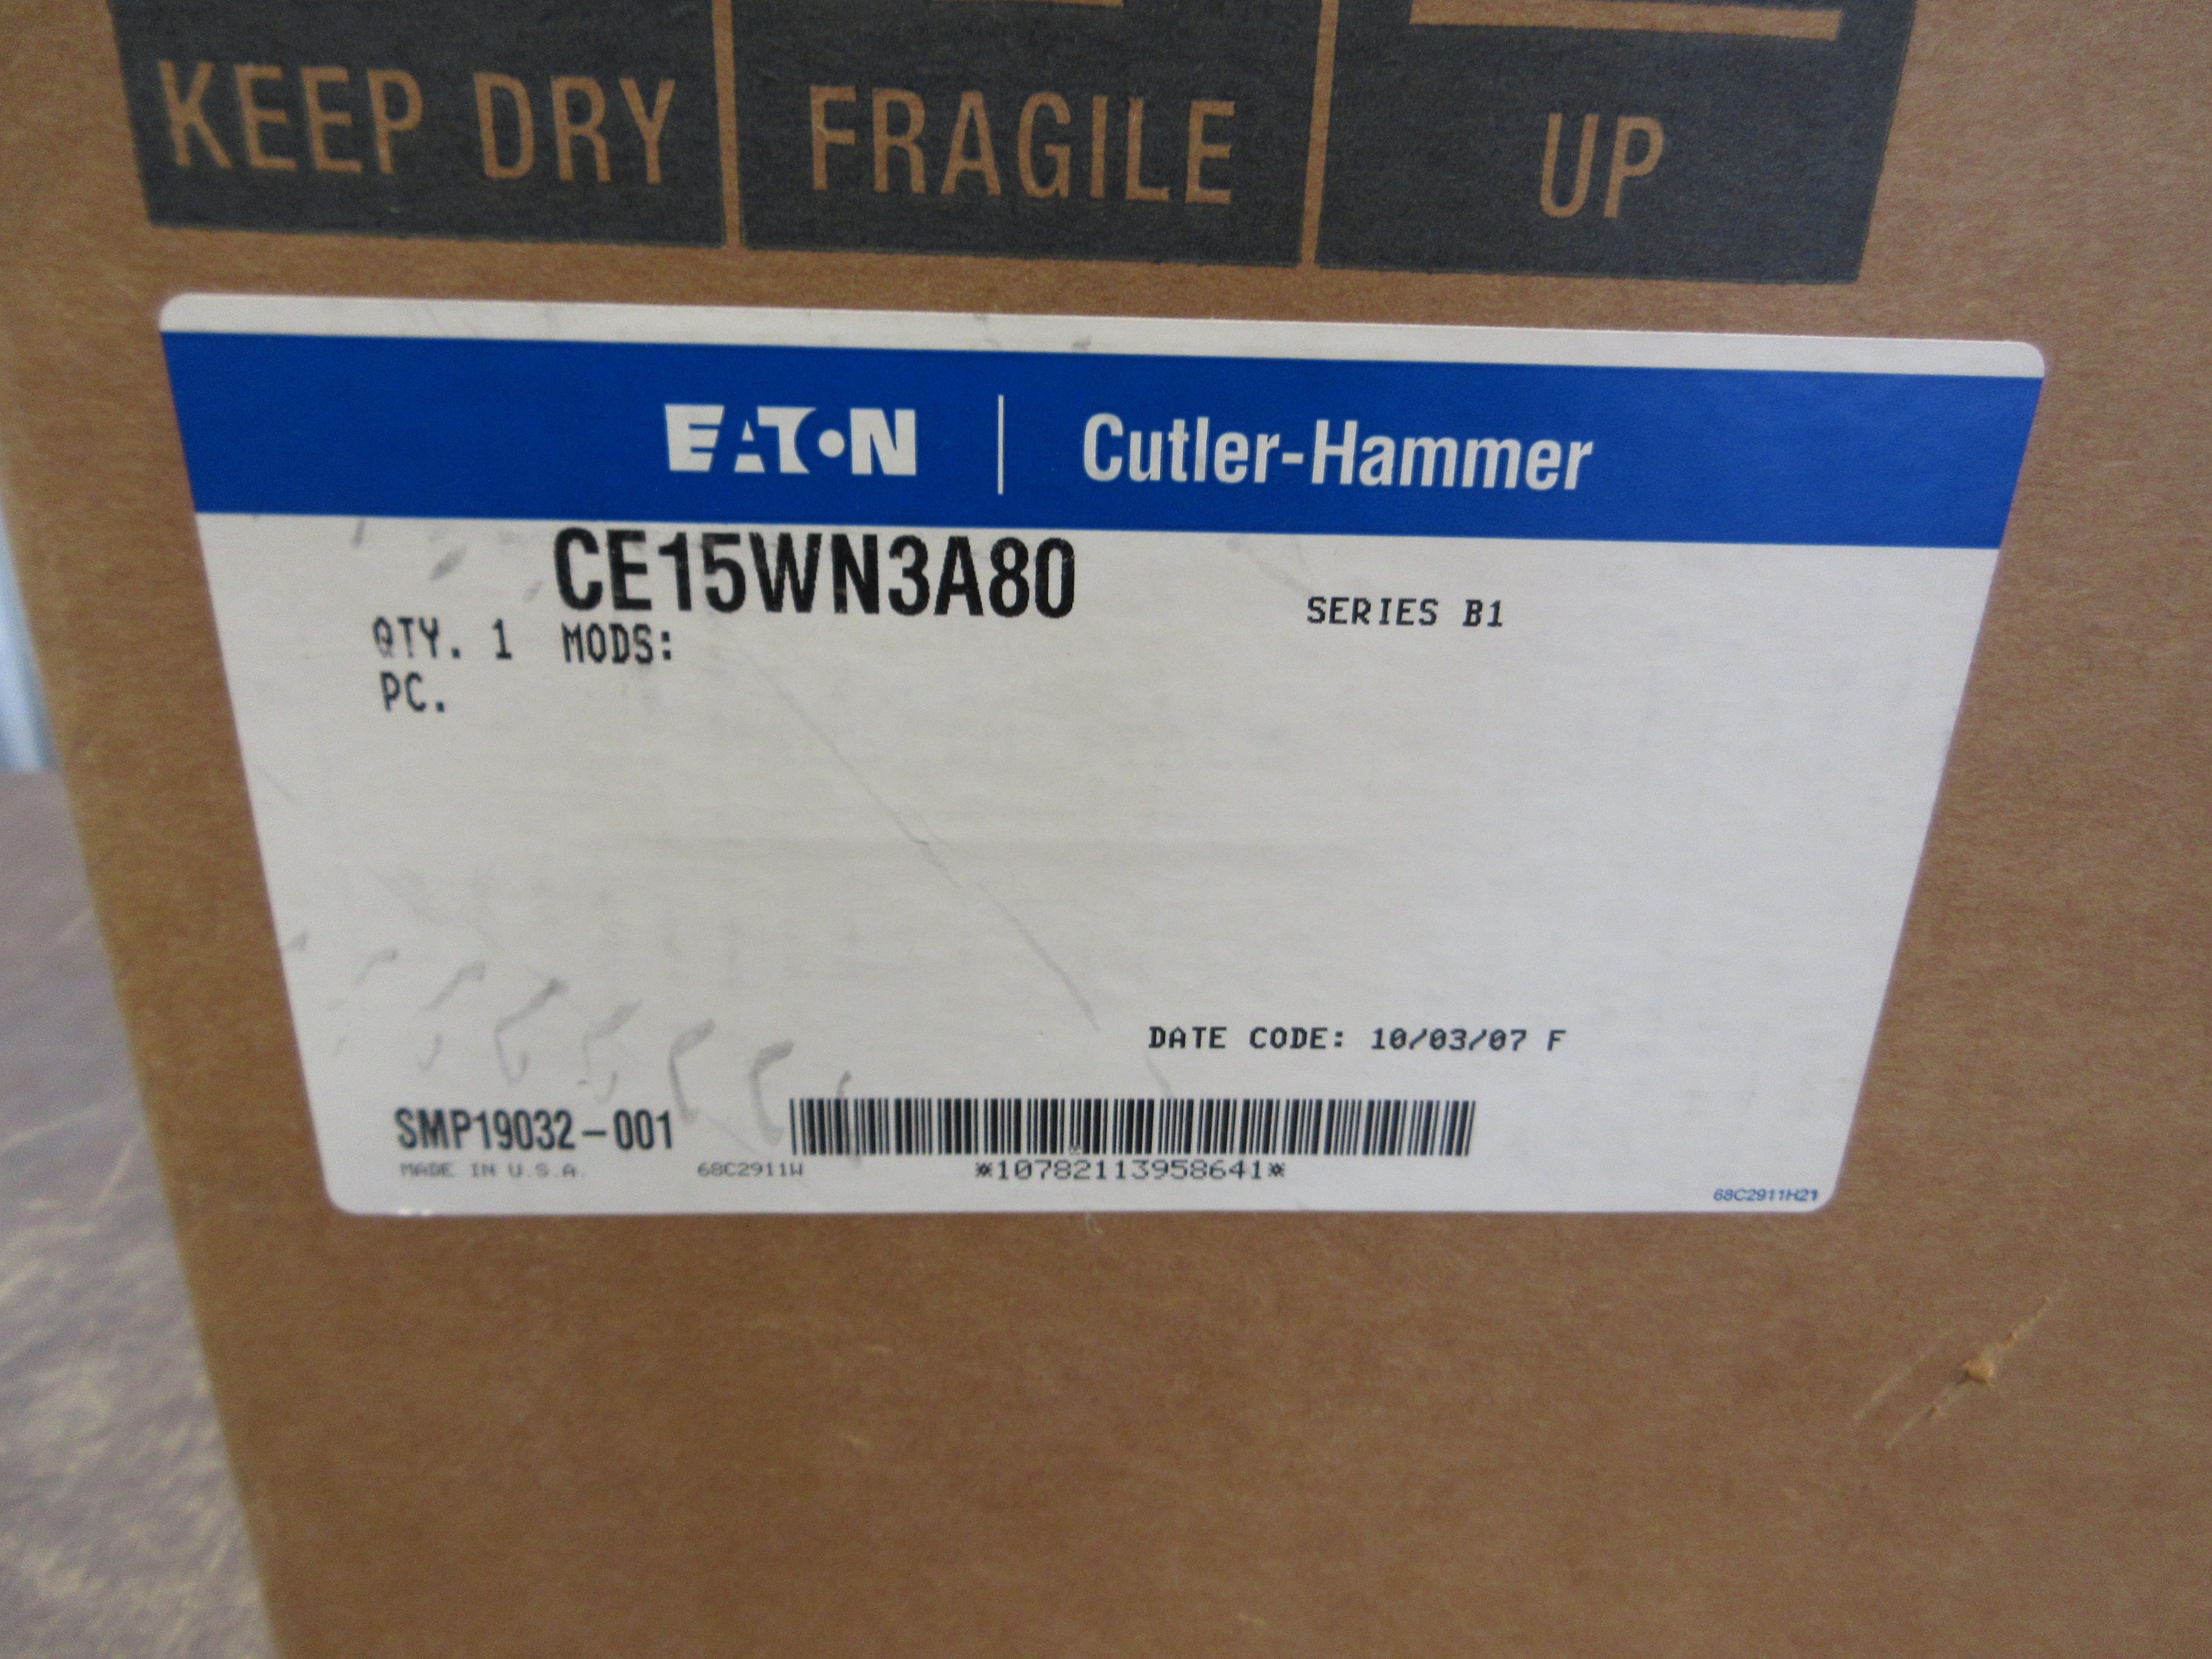 KEEP DRY FRAGILE UP
EATON Cutler-Hammer
CE15WN3A80
SERIES B1
QTY. 1 MODS:
PC.
DATE CODE: 10/03/07 F
SMP19032-001
MADE IN U.S.A. 68C2911W *10782113958641*
68C2911H21